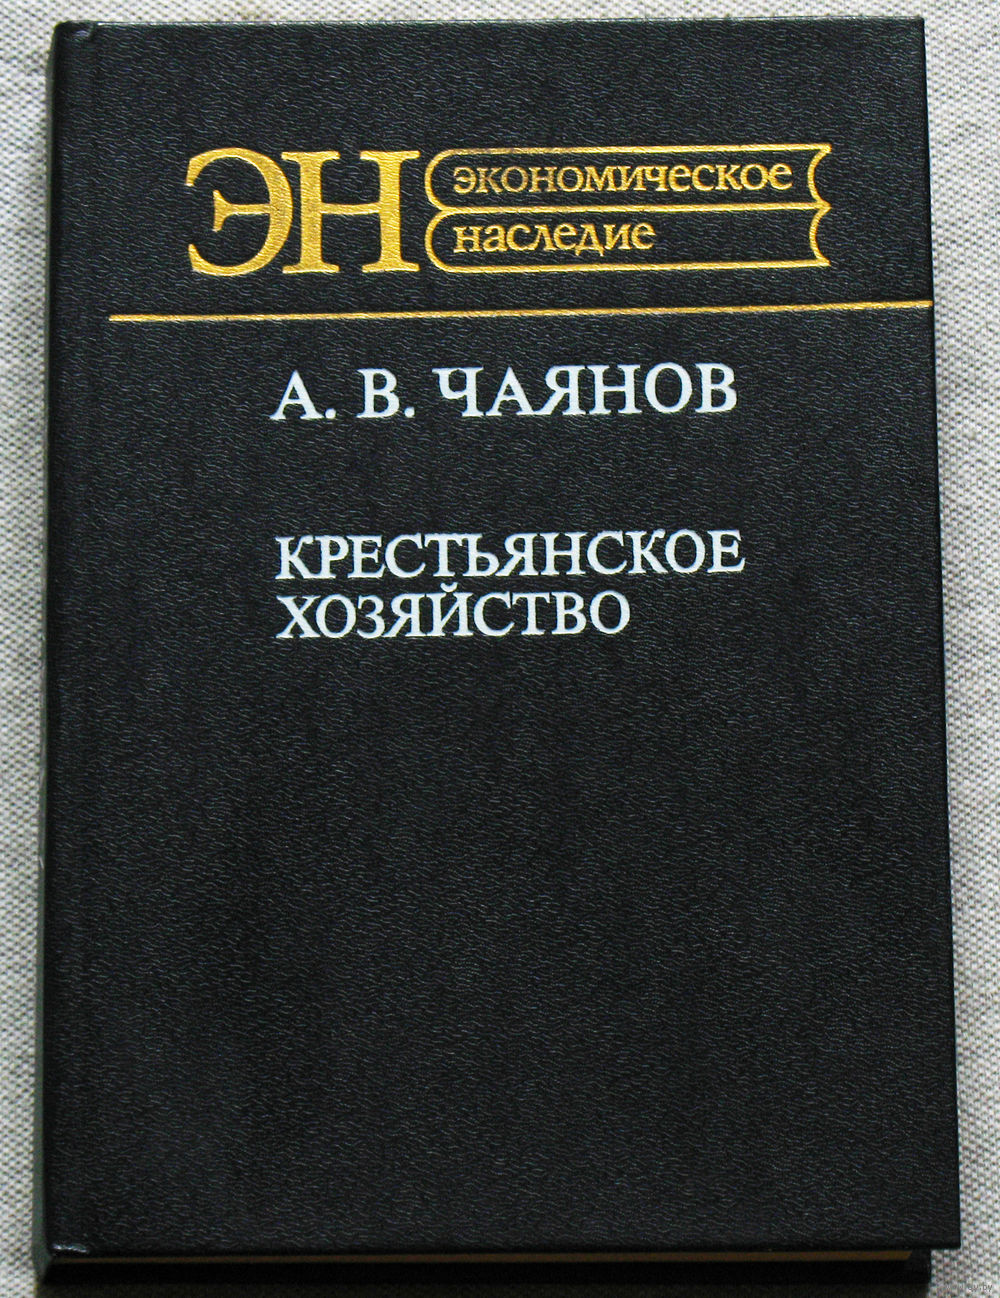 ЭН экономическое
наследие
А. В. ЧАЯНОВ
КРЕСТЬЯНСКОЕ
ХОЗЯЙСТВО